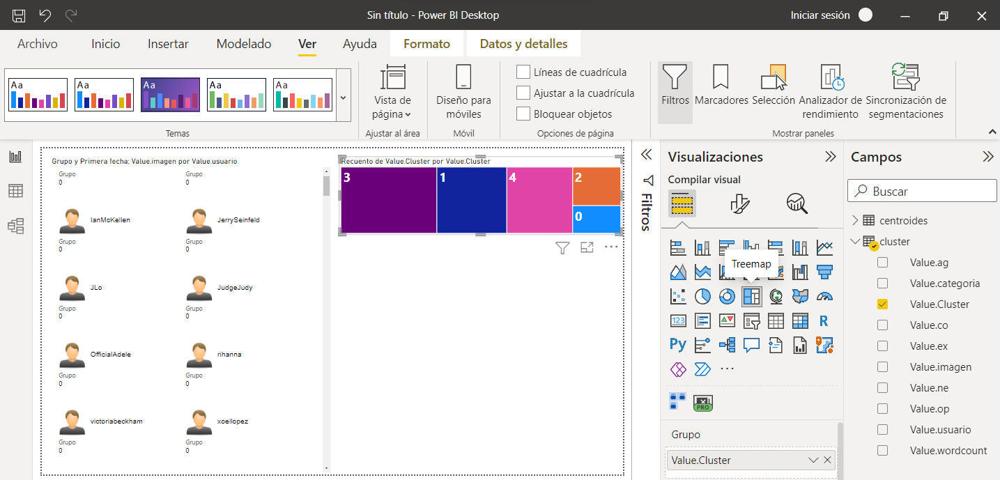 Sin título - Power BI Desktop
Iniciar sesión
Archivo
Inicio
Insertar
Modelado
Ver
Ayuda
Formato
Datos y detalles
Aa
Aa
Aa
Aa
Aa
Temas
Vista de
página
Ajustar al área
Diseño para
móviles
Móvil
Líneas de cuadrícula
Ajustar a la cuadrícula
Bloquear objetos
Opciones de página
Filtros
Marcadores
Selección
Analizador de
rendimiento
Sincronización de
segmentaciones
Mostrar paneles
Grupo y Primera fecha: Value.imagen por Value.usuario
Grupo
0
Grupo
0
IanMcKellen
JerrySeinfeld
Grupo
0
Grupo
0
JLo
JudgeJudy
Grupo
0
Grupo
0
OfficialAdele
rihanna
Grupo
0
Grupo
0
victoriabeckham
xoellopez
Grupo
0
Grupo
0
Recuento de Value.Cluster por Value.Cluster
3
1
4
2
0
Filtros
Visualizaciones
Compilar visual
Treemap
123
R
Py
PRO
Grupo
Value.Cluster
Campos
Buscar
centroides
cluster
Value.ag
Value.categoria
Value.Cluster
Value.co
Value.ex
Value.imagen
Value.ne
Value.op
Value.usuario
Value.wordcount